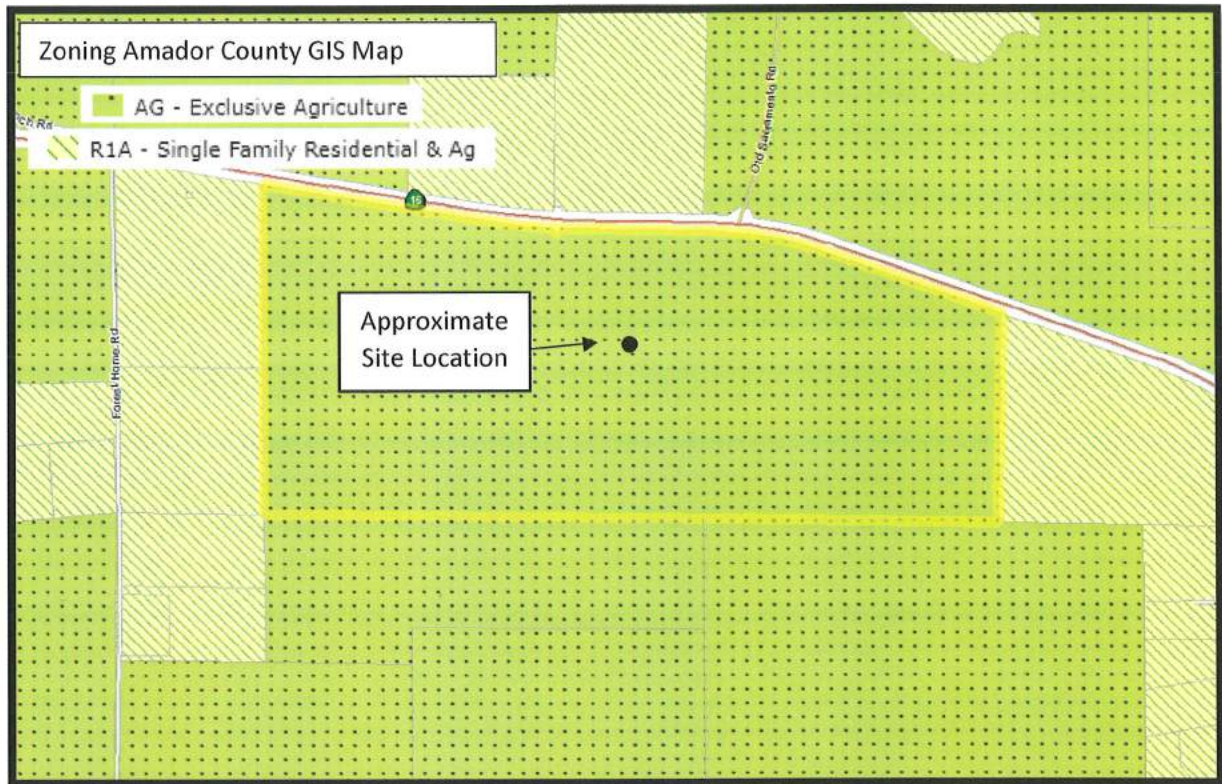 Zoning Amador County GIS Map
AG - Exclusive Agriculture
Rd
R1A - Single Family Residential & Ag
Old Sacramento Rd
16
Approximate
Site Location
Forest Home Rd